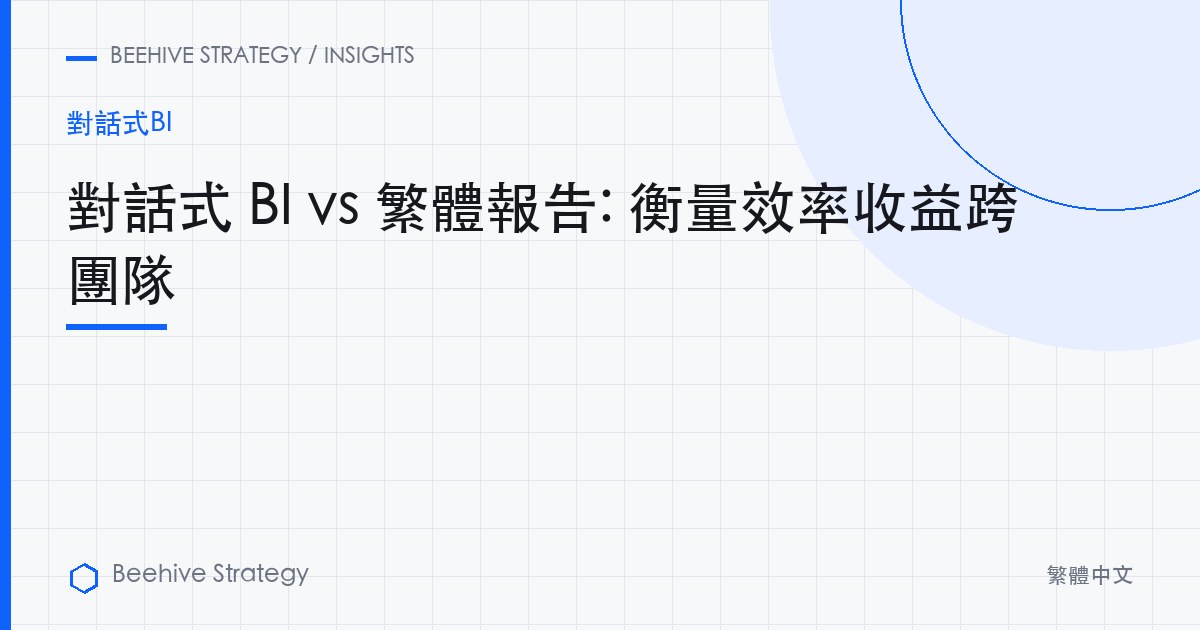 BEEHIVE STRATEGY / INSIGHTS
對話式BI
對話式 BI vs 繁體報告: 衡量效率收益跨
團隊
Beehive Strategy
繁體中文